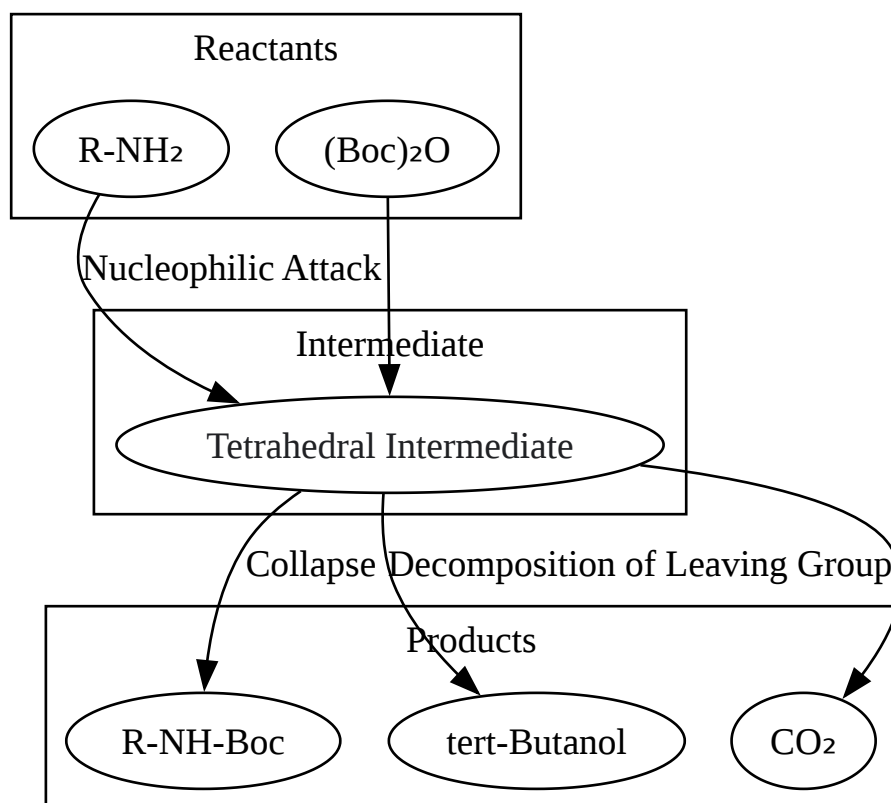 Reactants
R-NH₂
(Boc)₂O
Nucleophilic Attack
Intermediate
Tetrahedral Intermediate
Collapse
Decomposition of Leaving Group
Products
R-NH-Boc
tert-Butanol
CO₂